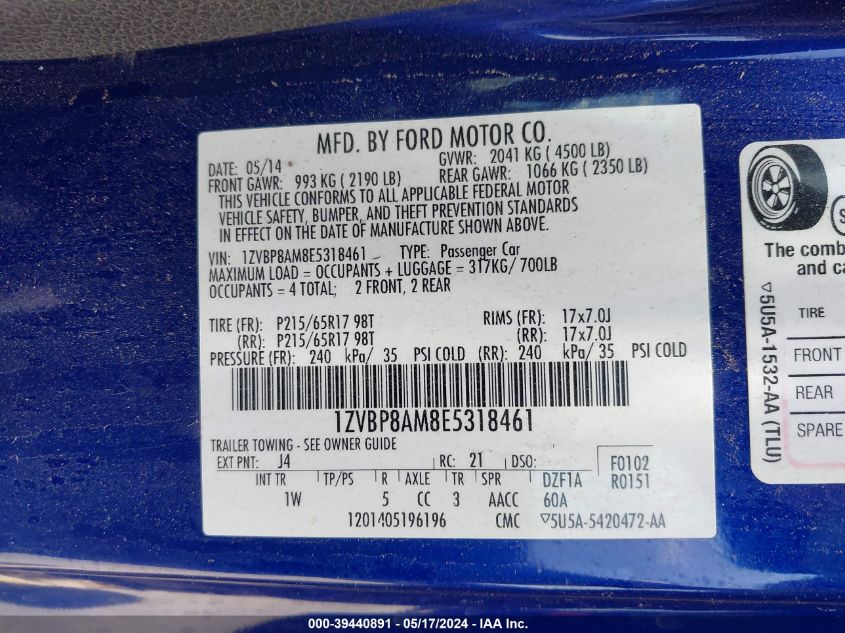 MFD. BY FORD MOTOR CO.
DATE: 05/14 GVWR: 2041 KG ( 4500 LB)
FRONT GAWR: 993 KG ( 2190 LB) REAR GAWR: 1066 KG ( 2350 LB)
THIS VEHICLE CONFORMS TO ALL APPLICABLE FEDERAL MOTOR
VEHICLE SAFETY, BUMPER, AND THEFT PREVENTION STANDARDS
IN EFFECT ON THE DATE OF MANUFACTURE SHOWN ABOVE.
VIN: 1ZVBP8AM8E5318461 TYPE: Passenger Car
MAXIMUM LOAD = OCCUPANTS + LUGGAGE = 317KG/ 700LB
OCCUPANTS = 4 TOTAL; 2 FRONT, 2 REAR
TIRE (FR): P215/65R17 98T RIMS (FR): 17x7.0J
(RR): P215/65R17 98T (RR): 17x7.0J
PRESSURE (FR): 240 kPa/ 35 PSI COLD (RR): 240 kPa/ 35 PSI COLD
1ZVBP8AM8E5318461
TRAILER TOWING - SEE OWNER GUIDE
EXT PNT: J4 RC: 21 DSO: F0102
R0151
INT TR TP/PS R AXLE TR SPR DZF1A
1W 5 CC 3 AACC 60A
1201405196196 CMC ▽5U5A-5420472-AA
The comb
and ca
TIRE
FRONT
REAR
SPARE
▽5U5A-1532-AA (TLU)
000-39440891 - 05/17/2024 - IAA Inc.